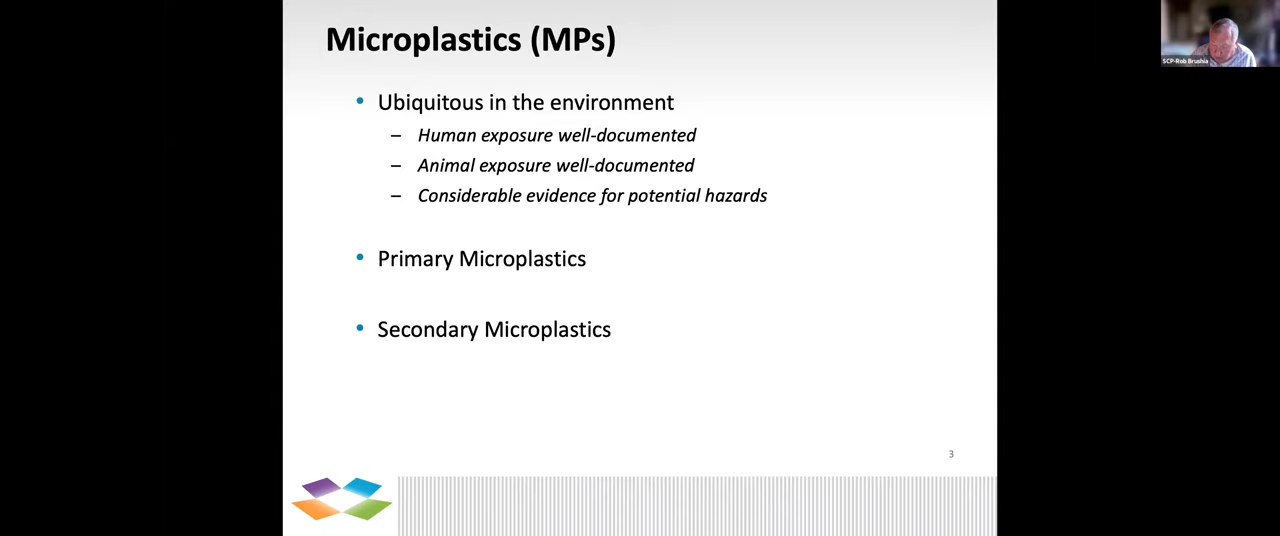 Microplastics (MPs)
SCP-Rob Brushia
• Ubiquitous in the environment
– Human exposure well-documented
– Animal exposure well-documented
– Considerable evidence for potential hazards
• Primary Microplastics
• Secondary Microplastics
3